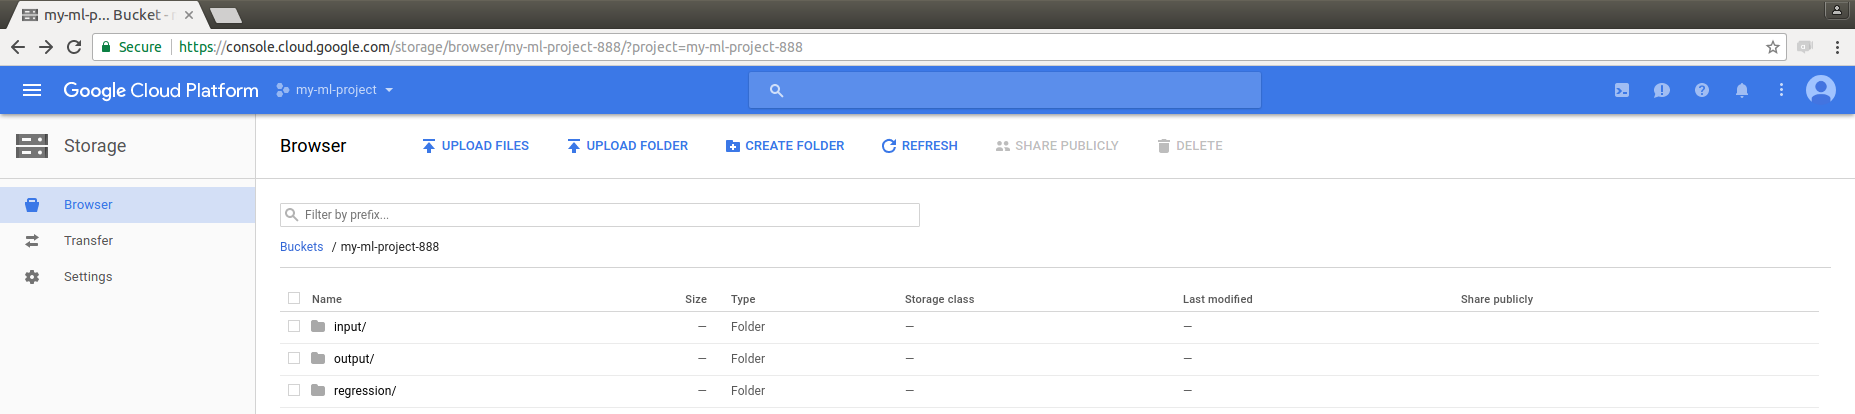 my-ml-p... Bucket -
Secure https://console.cloud.google.com/storage/browser/my-ml-project-888/?project=my-ml-project-888
Google Cloud Platform my-ml-project
Storage Browser UPLOAD FILES UPLOAD FOLDER CREATE FOLDER REFRESH SHARE PUBLICLY DELETE
Browser
Transfer
Settings
Filter by prefix...
Buckets / my-ml-project-888
Name Size Type Storage class Last modified Share publicly
input/ — Folder — —
output/ — Folder — —
regression/ — Folder — —